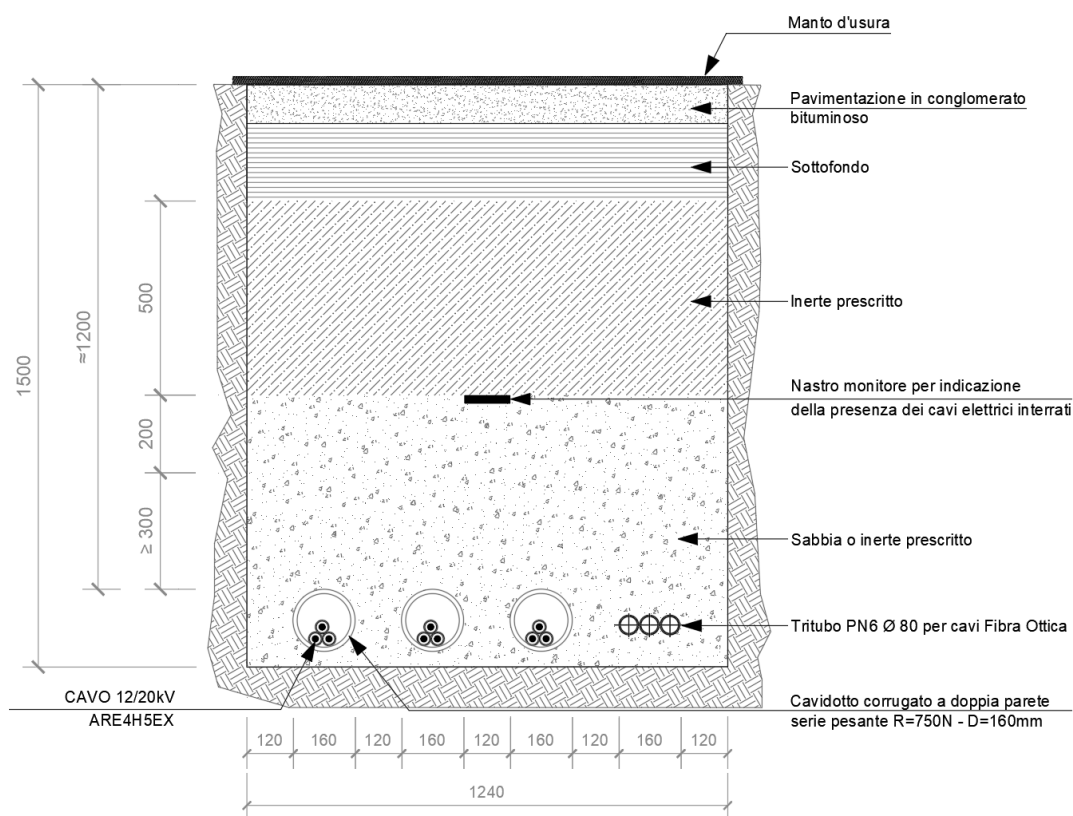 Manto d'usura
Pavimentazione in conglomerato
bituminoso
Sottofondo
Inerte prescritto
Nastro monitore per indicazione
della presenza dei cavi elettrici interrati
Sabbia o inerte prescritto
Tritubo PN6 Ø 80 per cavi Fibra Ottica
Cavidotto corrugato a doppia parete
serie pesante R=750N - D=160mm
CAVO 12/20kV
ARE4H5EX
1500
≈1200
500
200
≥ 300
120 160 120 160 120 160 120 160 120
1240